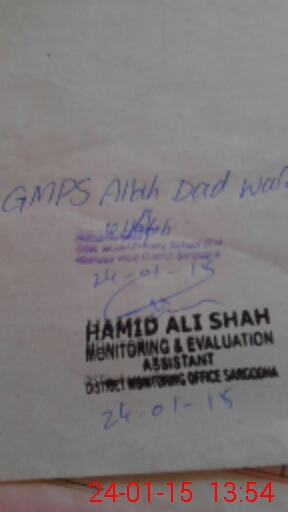 GMPS Allah Dad Wala
24-01-15
HAMID ALI SHAH
MONITORING & EVALUATION
ASSISTANT
DISTRICT MONITORING OFFICE SARGODHA
24-01-15
24-01-15 13:54